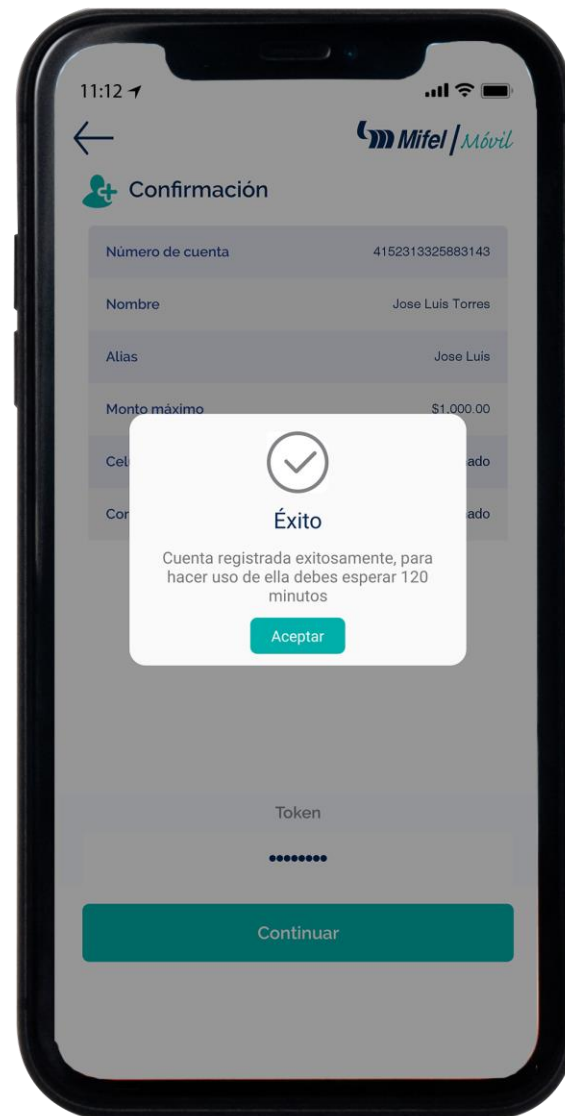 11:12
Mifel | Móvil
Confirmación
Número de cuenta 4152313325883143
Nombre Jose Luis Torres
Alias Jose Luis
Monto máximo $1,000.00
Cel ado
Cor ado
Éxito
Cuenta registrada exitosamente, para
hacer uso de ella debes esperar 120
minutos
Aceptar
Token
Continuar